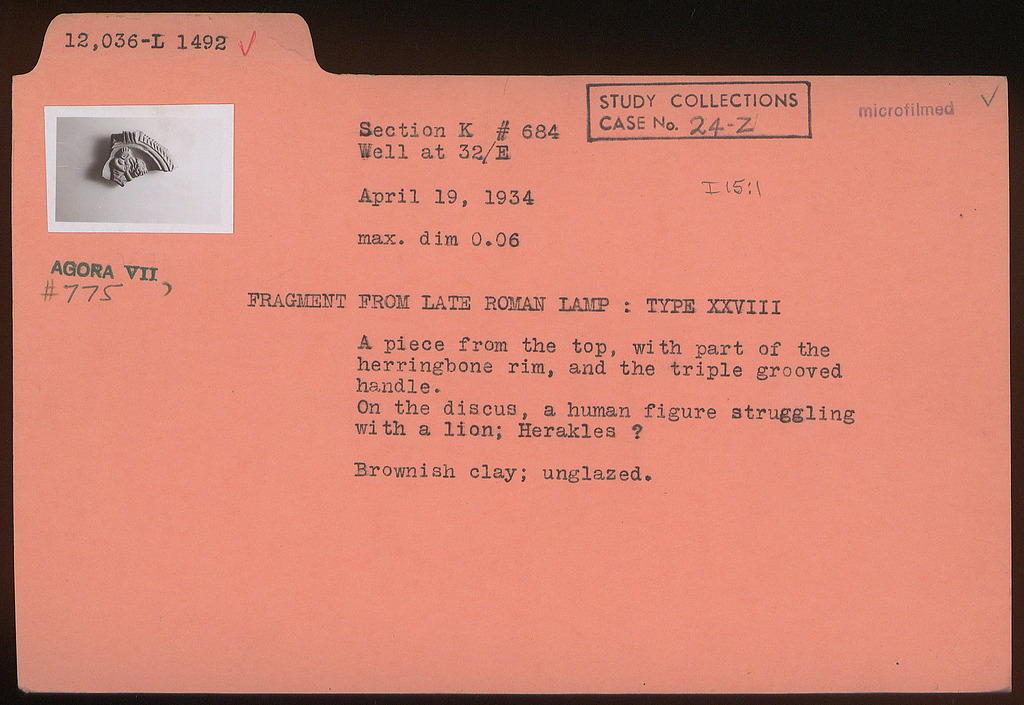 12,036-L 1492 ✓
STUDY COLLECTIONS
CASE No. 24-Z
microfilmed ✓
Section K # 684
Well at 32/E
April 19, 1934
I 15:1
max. dim 0.06
AGORA VII,
#775
FRAGMENT FROM LATE ROMAN LAMP : TYPE XXVIII
A piece from the top, with part of the
herringbone rim, and the triple grooved
handle.
On the discus, a human figure struggling
with a lion; Herakles ?
Brownish clay; unglazed.